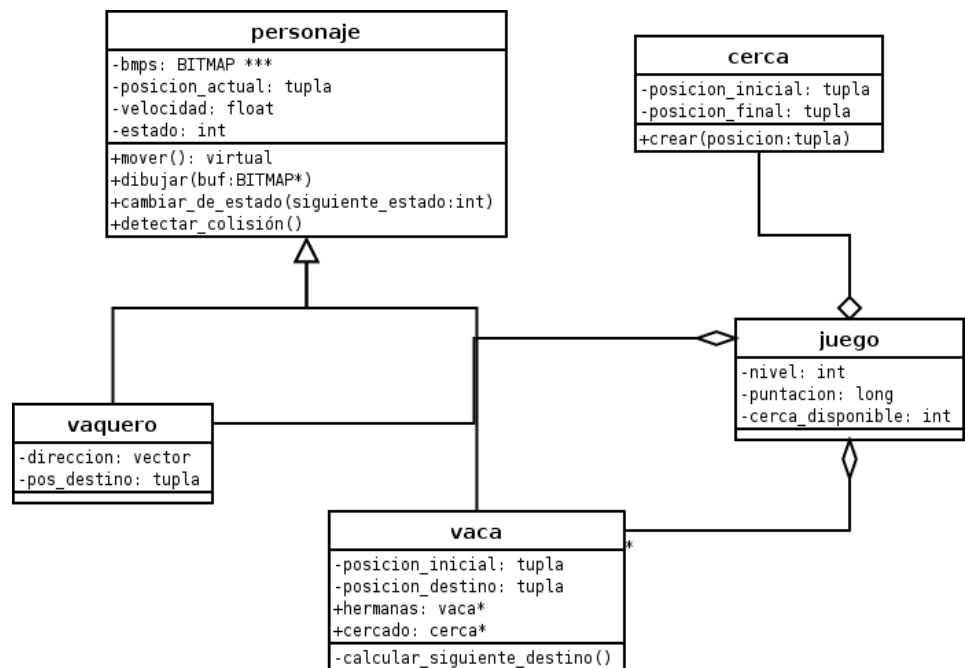 personaje
-bmps: BITMAP ***
-posicion_actual: tupla
-velocidad: float
-estado: int
+mover(): virtual
+dibujar(buf:BITMAP*)
+cambiar_de_estado(siguiente_estado:int)
+detectar_colisión()
cerca
-posicion_inicial: tupla
-posicion_final: tupla
+crear(posicion:tupla)
juego
-nivel: int
-puntacion: long
-cerca_disponible: int
vaquero
-direccion: vector
-pos_destino: tupla
vaca
*
-posicion_inicial: tupla
-posicion_destino: tupla
+hermanas: vaca*
+cercado: cerca*
-calcular_siguiente_destino()